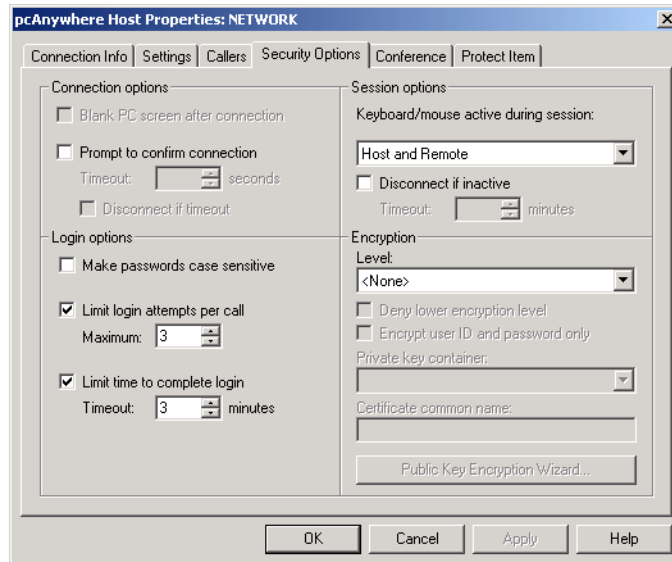 pcAnywhere Host Properties: NETWORK
Connection Info
Settings
Callers
Security Options
Conference
Protect Item
Connection options
Blank PC screen after connection
Prompt to confirm connection
Timeout: seconds
Disconnect if timeout
Login options
Make passwords case sensitive
Limit login attempts per call
Maximum: 3
Limit time to complete login
Timeout: 3 minutes
Session options
Keyboard/mouse active during session:
Host and Remote
Disconnect if inactive
Timeout: minutes
Encryption
Level:
<None>
Deny lower encryption level
Encrypt user ID and password only
Private key container:
Certificate common name:
Public Key Encryption Wizard...
OK
Cancel
Apply
Help